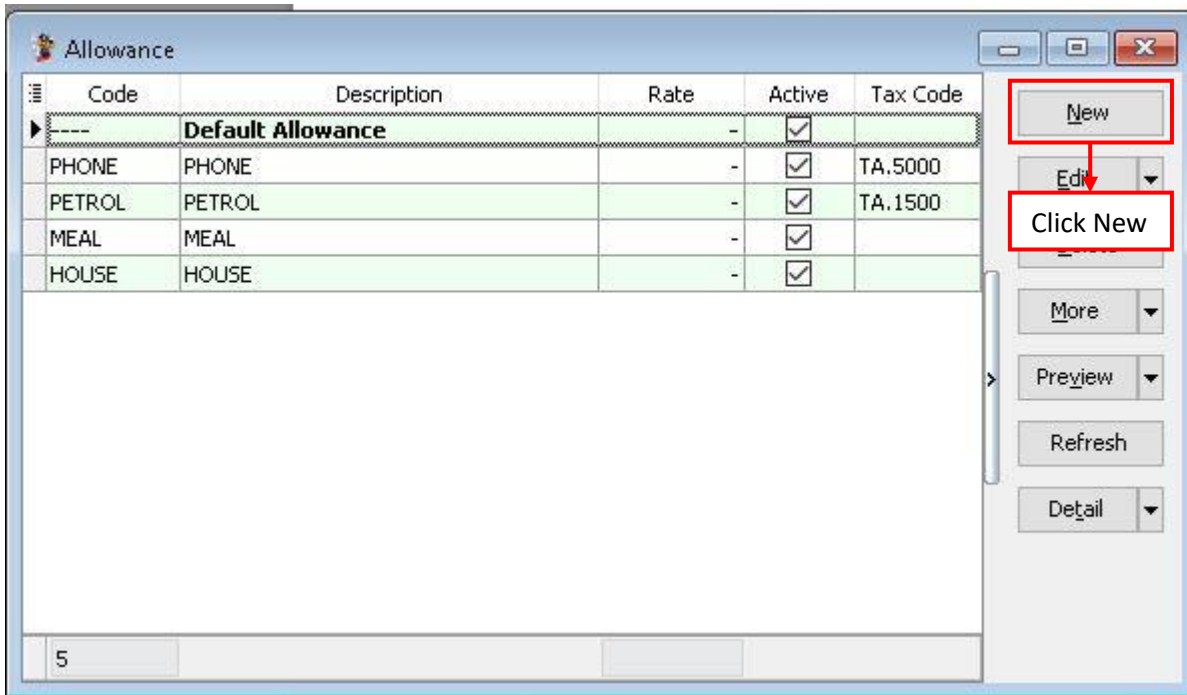 Allowance
Code Description Rate Active Tax Code
---- Default Allowance -
PHONE PHONE - TA.5000
PETROL PETROL - TA.1500
MEAL MEAL -
HOUSE HOUSE -
5
New
Click New
More
Preview
Refresh
Detail